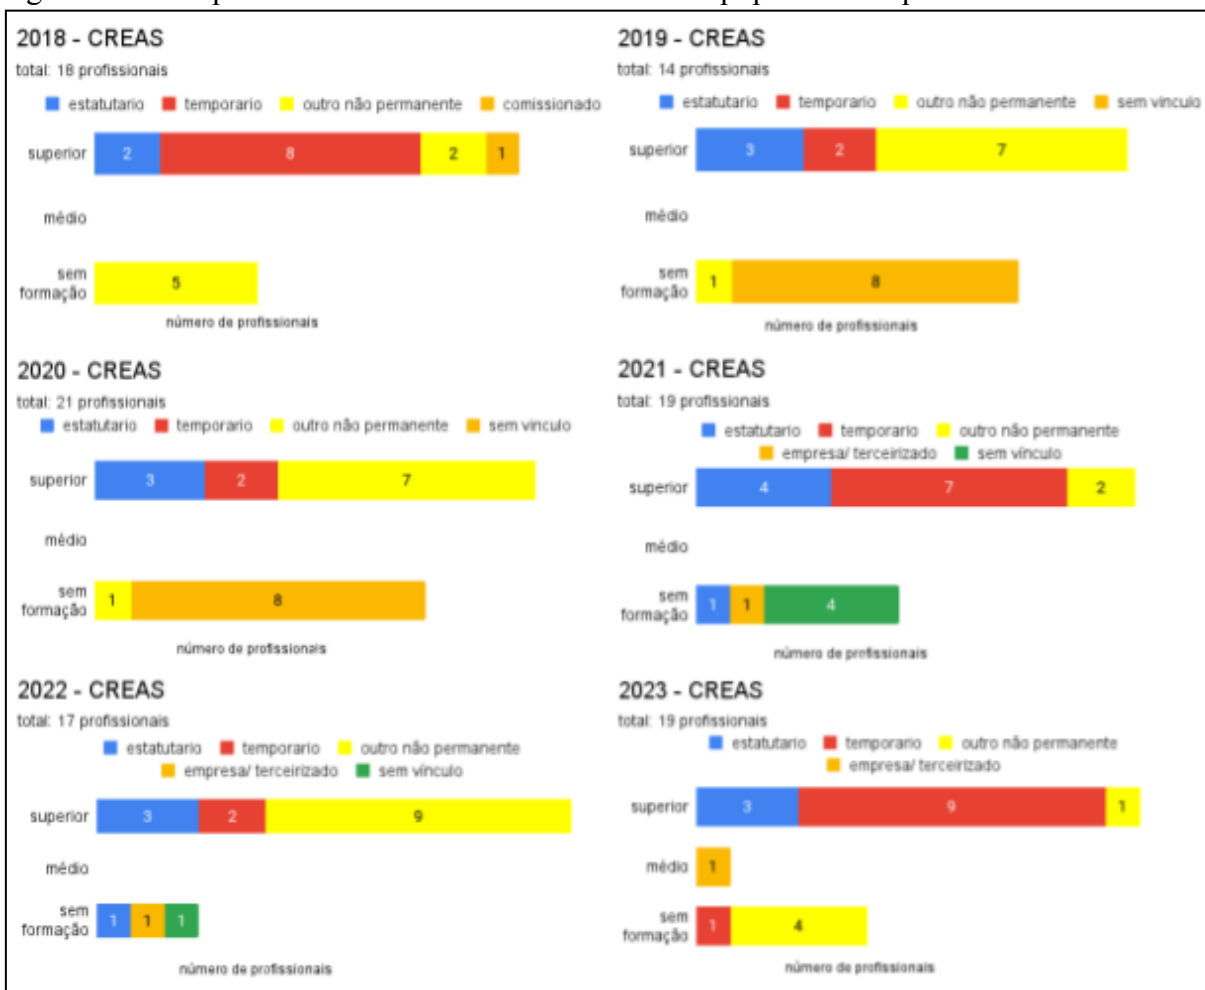 2018 - CREAS
total: 18 profissionais
estatutario temporario outro não permanente comissionado
superior 2 8 2 1
médio
sem
formação 5
número de profissionais
2019 - CREAS
total: 14 profissionais
estatutario temporario outro não permanente sem vinculo
superior 3 2 7
médio
sem
formação 1 8
número de profissionais
2020 - CREAS
total: 21 profissionais
estatutario temporario outro não permanente sem vinculo
superior 3 2 7
médio
sem
formação 1 8
número de profissionais
2021 - CREAS
total: 19 profissionais
estatutario temporario outro não permanente
empresa/ terceirizado sem vínculo
superior 4 7 2
médio
sem
formação 1 1 4
número de profissionais
2022 - CREAS
total: 17 profissionais
estatutario temporario outro não permanente
empresa/ terceirizado sem vínculo
superior 3 2 9
médio
sem
formação 1 1 1
número de profissionais
2023 - CREAS
total: 19 profissionais
estatutario temporario outro não permanente
empresa/ terceirizado
superior 3 9 1
médio 1
sem
formação 1 4
número de profissionais